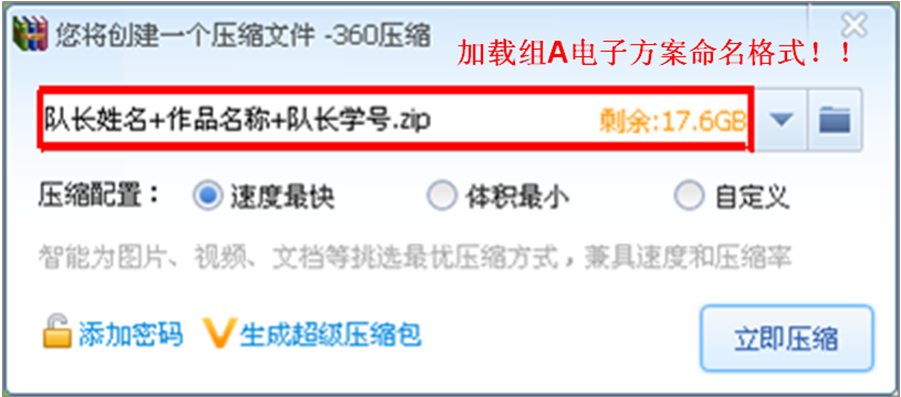 您将创建一个压缩文件 -360压缩
加载组A电子方案命名格式！！
队长姓名+作品名称+队长学号.zip 剩余:17.6GB
压缩配置： 速度最快 体积最小 自定义
智能为图片、视频、文档等挑选最优压缩方式，兼具速度和压缩率
添加密码 生成超级压缩包 立即压缩